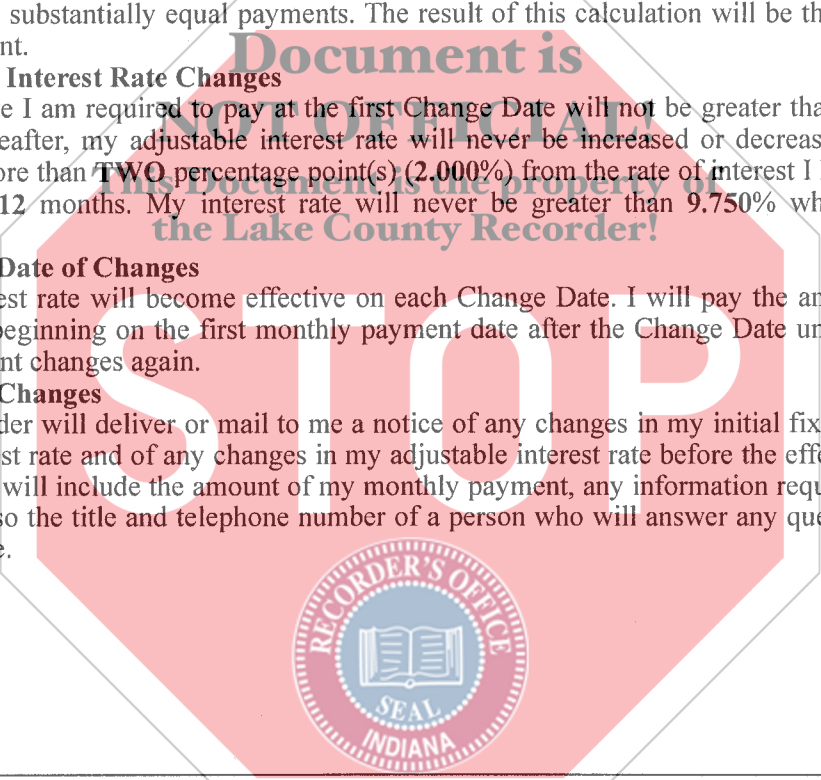 substantially equal payments. The result of this calculation will be th
nt.
Document is
Interest Rate Changes
e I am required to pay at the first Change Date will not be greater tha
NOT OFFICIAL!
eafter, my adjustable interest rate will never be increased or decreas
ore than TWO percentage point(s) (2.000%) from the rate of interest I
This Document is the property of
12 months. My interest rate will never be greater than 9.750% wh
the Lake County Recorder!
Date of Changes
est rate will become effective on each Change Date. I will pay the an
beginning on the first monthly payment date after the Change Date un
nt changes again.
STOP
Changes
der will deliver or mail to me a notice of any changes in my initial fix
st rate and of any changes in my adjustable interest rate before the effe
will include the amount of my monthly payment, any information requ
so the title and telephone number of a person who will answer any que
e.
RECORDER'S OFFICE
SEAL
INDIANA